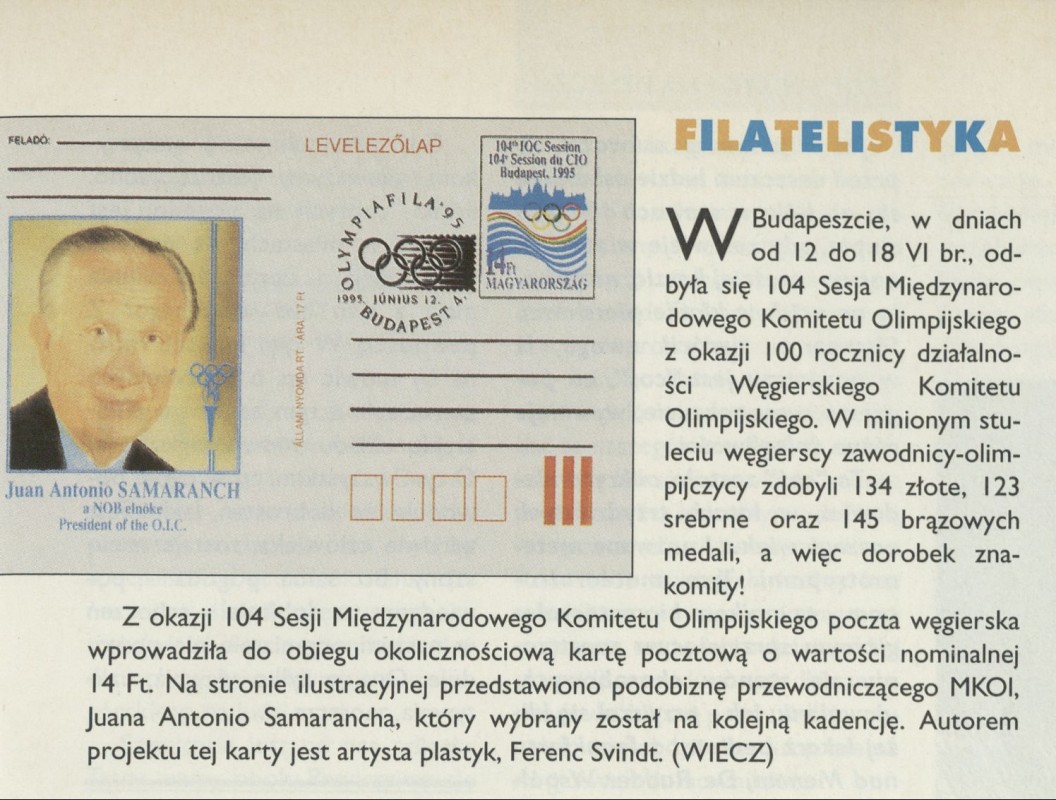 FELADÓ:
LEVELEZŐLAP
104th IOC Session
104e Session du CIO
Budapest, 1995
14Ft
MAGYARORSZÁG
OLYMPIAFILA '95
1995. JÚNIUS 12.
BUDAPEST 4.
ÁLLAMI NYOMDA RT. - ÁRA: 17 Ft
Juan Antonio SAMARANCH
a NOB elnöke
President of the O.I.C.
FILATELISTYKA
W Budapeszcie, w dniach
od 12 do 18 VI br., od-
była się 104 Sesja Międzynaro-
dowego Komitetu Olimpijskiego
z okazji 100 rocznicy działalno-
ści Węgierskiego Komitetu
Olimpijskiego. W minionym stu-
leciu węgierscy zawodnicy-olim-
pijczycy zdobyli 134 złote, 123
srebrne oraz 145 brązowych
medali, a więc dorobek zna-
komity!
Z okazji 104 Sesji Międzynarodowego Komitetu Olimpijskiego poczta węgierska
wprowadziła do obiegu okolicznościową kartę pocztową o wartości nominalnej
14 Ft. Na stronie ilustracyjnej przedstawiono podobiznę przewodniczącego MKOl,
Juana Antonio Samarancha, który wybrany został na kolejną kadencję. Autorem
projektu tej karty jest artysta plastyk, Ferenc Svindt. (WIECZ)